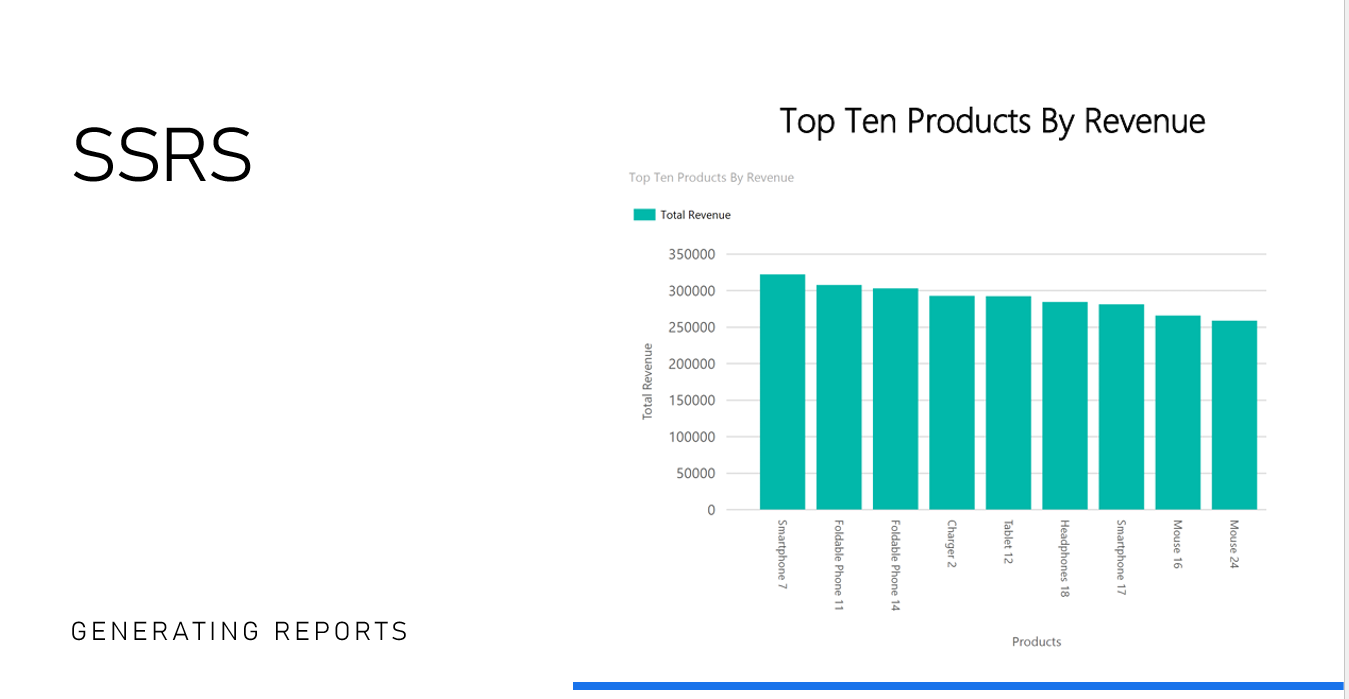 SSRS
GENERATING REPORTS
Top Ten Products By Revenue
Top Ten Products By Revenue
Total Revenue
Total Revenue
350000
300000
250000
200000
150000
100000
50000
0
Smartphone 7
Foldable Phone 11
Foldable Phone 14
Charger 2
Tablet 12
Headphones 18
Smartphone 17
Mouse 16
Mouse 24
Products